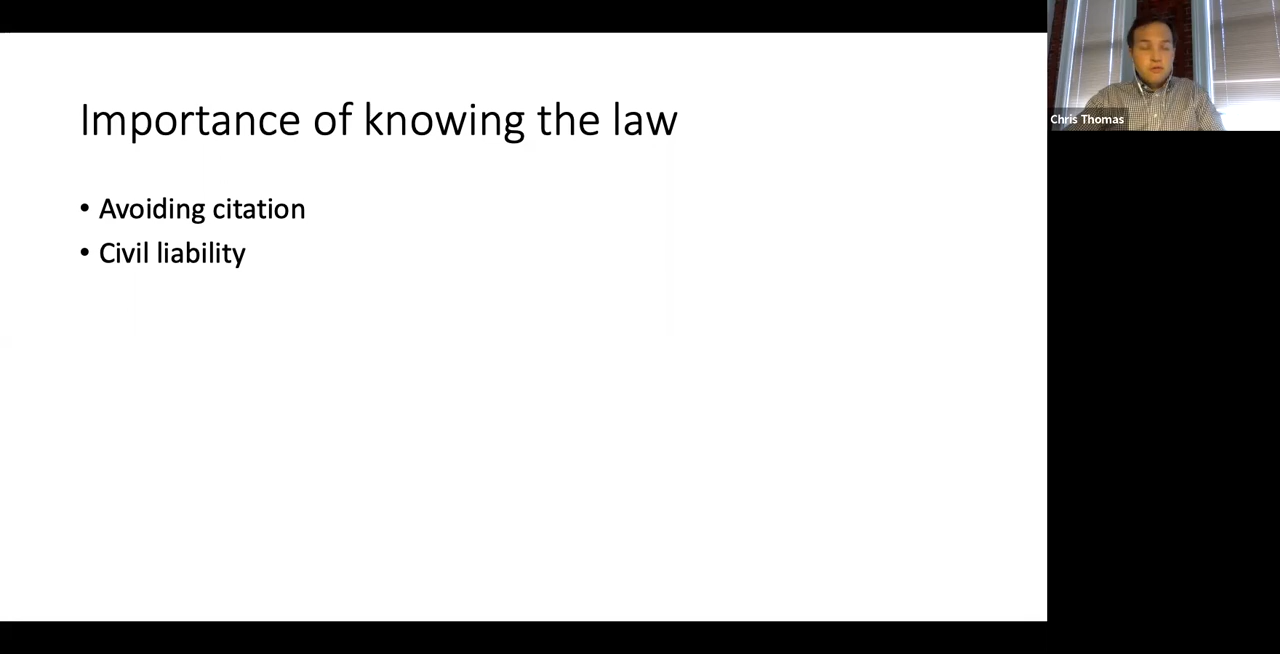 Importance of knowing the law
• Avoiding citation
• Civil liability
Chris Thomas